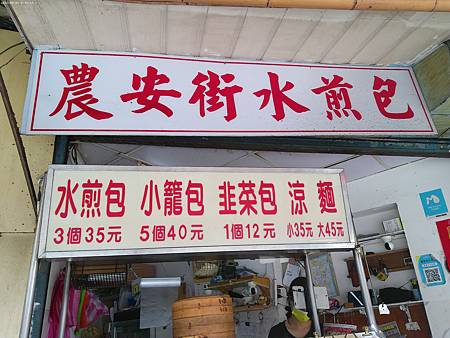 農安街水煎包
水煎包 小籠包 韭菜包 涼麵
3個35元 5個40元 1個12元 小35元 大45元